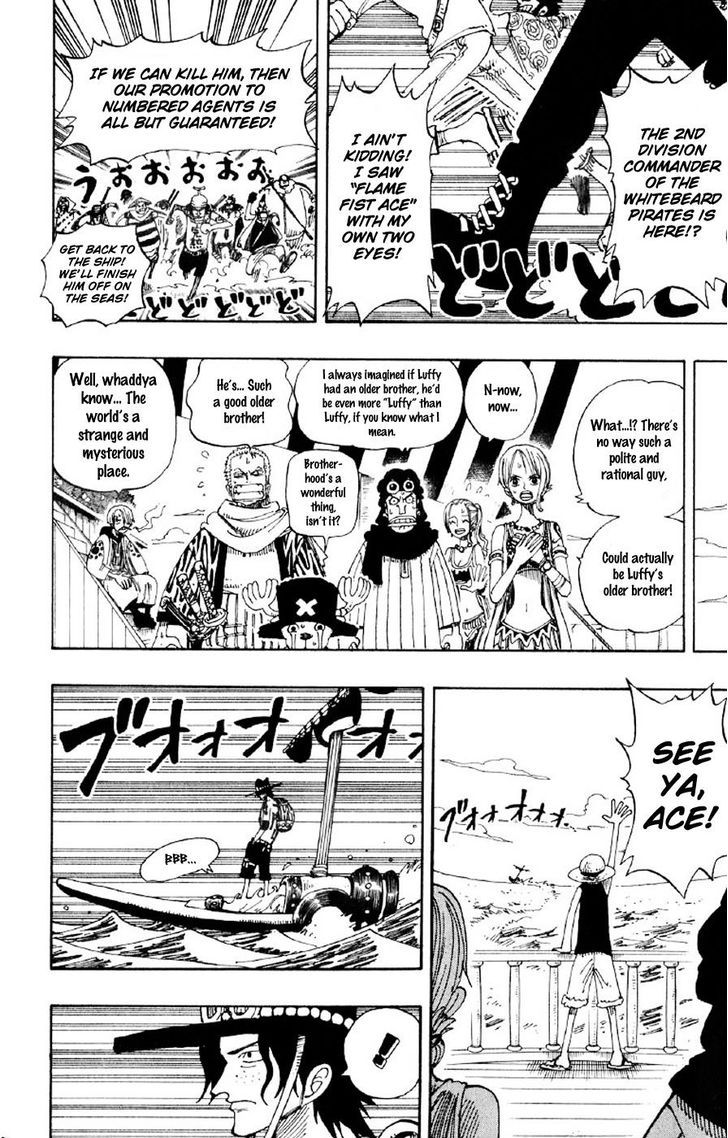 THE 2ND
DIVISION
COMMANDER
OF THE
WHITEBEARD
PIRATES IS
HERE!?
I AIN'T
KIDDING!
I SAW
"FLAME
FIST ACE"
WITH MY
OWN TWO
EYES!
どどどど
IF WE CAN KILL HIM, THEN
OUR PROMOTION TO
NUMBERED AGENTS IS
ALL BUT GUARANTEED!
うおおおおお
GET BACK TO
THE SHIP!
WE'LL FINISH
HIM OFF ON
THE SEAS!
どどどどど
What...!? There's
no way such a
polite and
rational guy,
Could actually
be Luffy's
older brother!
N-now,
now...
I always imagined if Luffy
had an older brother, he'd
be even more "Luffy" than
Luffy, if you know what I
mean.
Brother-
hood's a
wonderful
thing,
isn't it?
He's... Such
a good older
brother!
Well, whaddya
know... The
world's a
strange and
mysterious
place.
SEE
YA,
ACE!
ブオオオオ
ブオオオオオ
BBB...
!